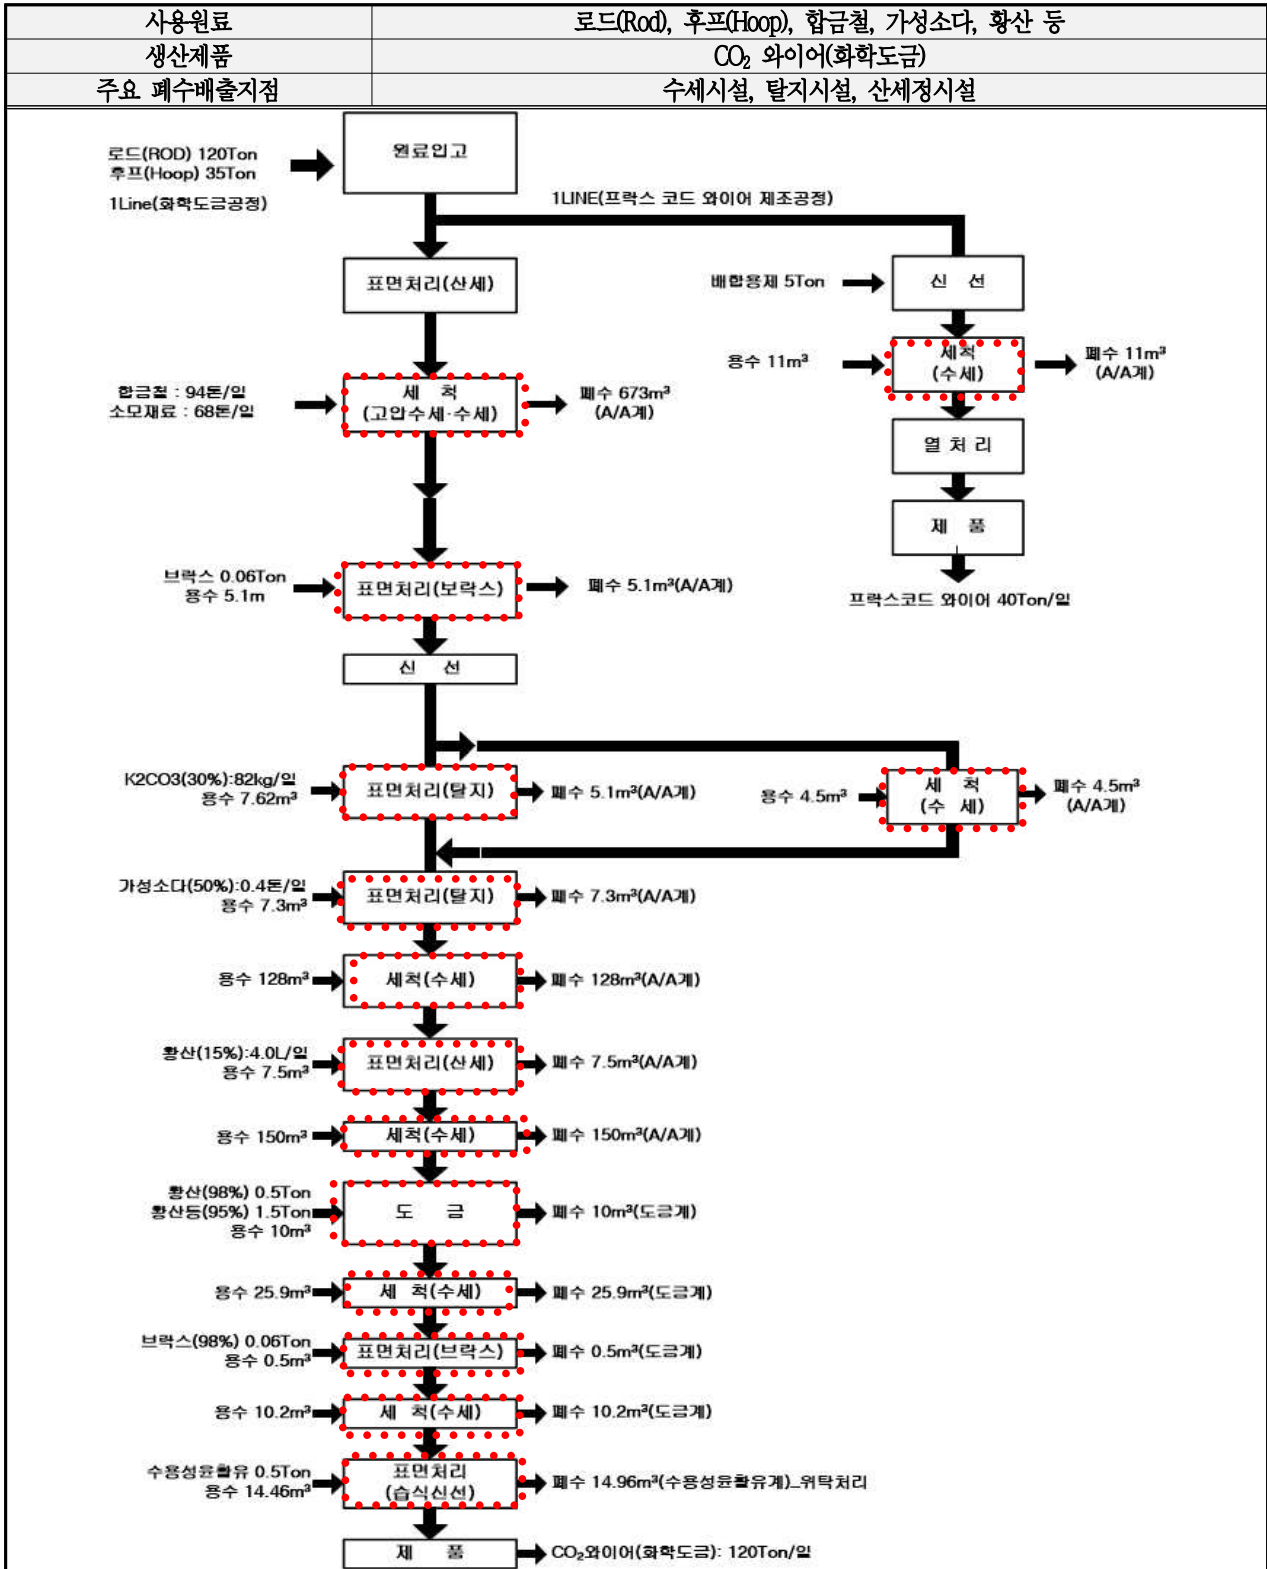 사용원료 로드(Rod), 후프(Hoop), 합금철, 가성소다, 황산 등
생산제품 CO₂ 와이어(화학도금)
주요 폐수배출지점 수세시설, 탈지시설, 산세정시설
로드(ROD) 120Ton
후프(Hoop) 35Ton
원료입고
1Line(화학도금공정)
1LINE(프락스 코드 와이어 제조공정)
표면처리(산세)
배합용제 5Ton
신 선
용수 11m³
세척
(수세)
폐수 11m³
(A/A계)
합금철 : 94톤/일
소모재료 : 68톤/일
세 척
(고압수세·수세)
폐수 673m³
(A/A계)
열 처 리
제 품
프락스코드 와이어 40Ton/일
브락스 0.06Ton
용수 5.1m
표면처리(보락스)
폐수 5.1m³(A/A계)
신 선
K2CO3(30%):82kg/일
용수 7.62m³
표면처리(탈지)
폐수 5.1m³(A/A계)
용수 4.5m³
세 척
(수 세)
폐수 4.5m³
(A/A계)
가성소다(50%):0.4톤/일
용수 7.3m³
표면처리(탈지)
폐수 7.3m³(A/A계)
용수 128m³
세척(수세)
폐수 128m³(A/A계)
황산(15%):4.0L/일
용수 7.5m³
표면처리(산세)
폐수 7.5m³(A/A계)
용수 150m³
세척(수세)
폐수 150m³(A/A계)
황산(98%) 0.5Ton
황산등(95%) 1.5Ton
용수 10m³
도 금
폐수 10m³(도금계)
용수 25.9m³
세 척(수세)
폐수 25.9m³(도금계)
브락스(98%) 0.06Ton
용수 0.5m³
표면처리(브락스)
폐수 0.5m³(도금계)
용수 10.2m³
세 척(수세)
폐수 10.2m³(도금계)
수용성윤활유 0.5Ton
용수 14.46m³
표면처리
(습식신선)
폐수 14.96m³(수용성윤활유계)_위탁처리
제 품
CO₂와이어(화학도금): 120Ton/일